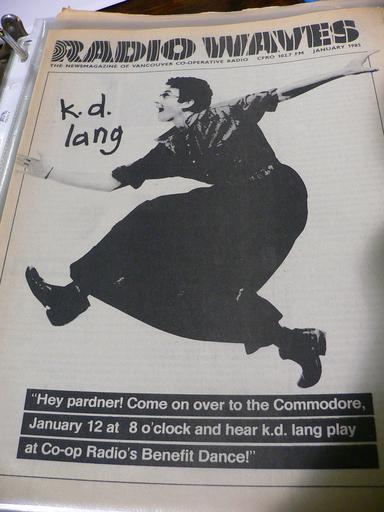 RADIO WAVES
THE NEWSMAGAZINE OF VANCOUVER CO-OPERATIVE RADIO CFRO 102.7 FM JANUARY 1985
k.d.
lang
"Hey pardner! Come on over to the Commodore,
January 12 at 8 o'clock and hear k.d. lang play
at Co-op Radio's Benefit Dance!"